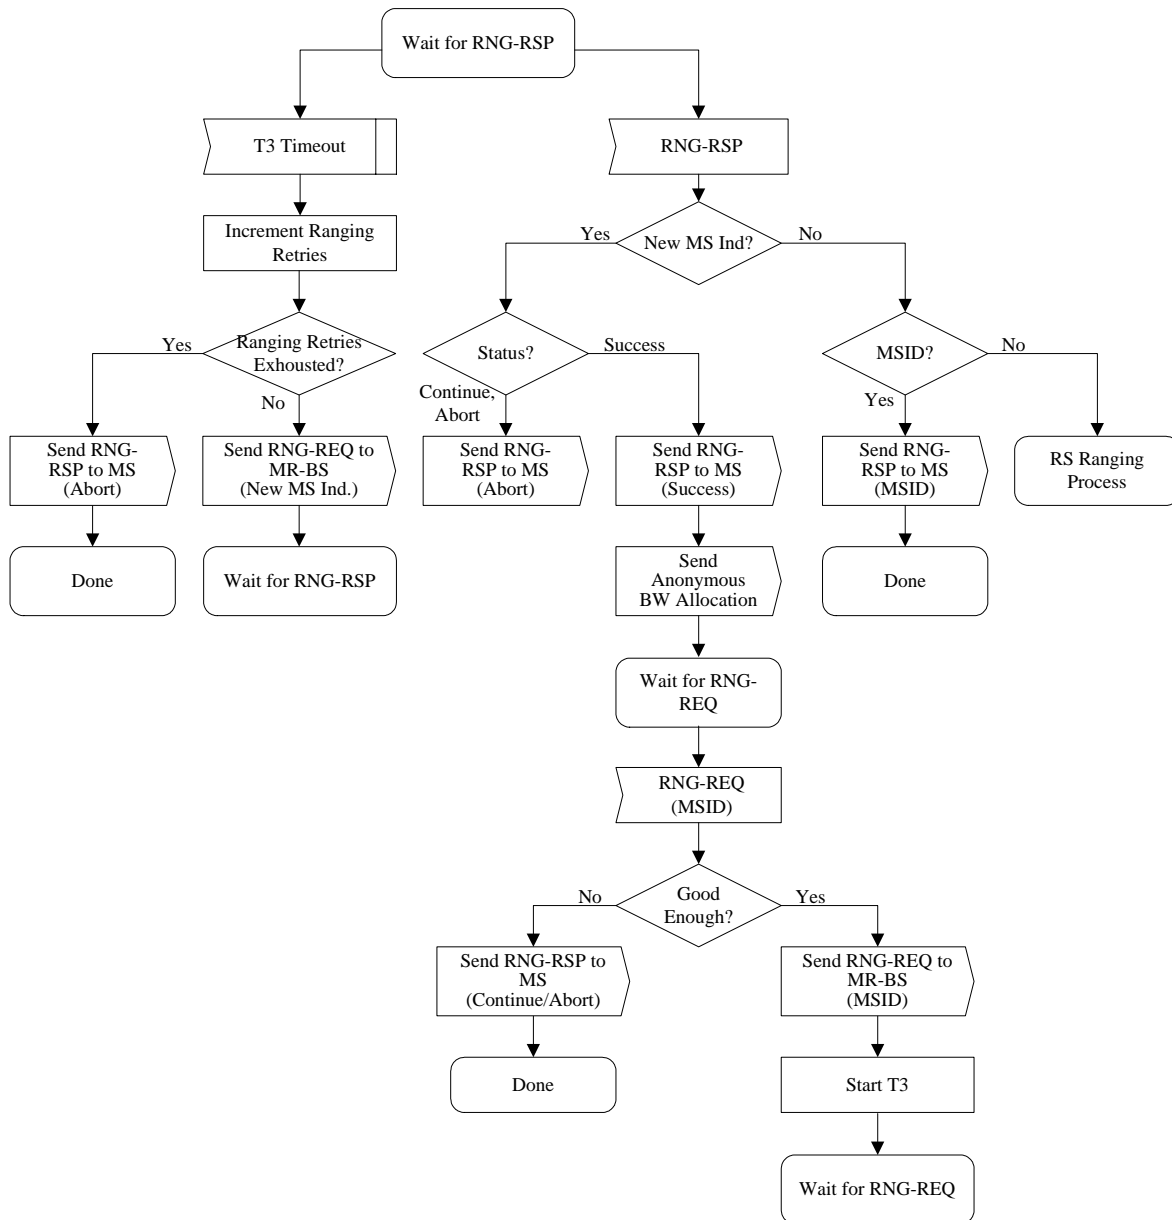 Wait for RNG-RSP
T3 Timeout
RNG-RSP
Increment Ranging
Retries
Yes
New MS Ind?
No
Yes
Ranging Retries
Exhousted?
No
Status?
Success
Continue,
Abort
MSID?
No
Yes
Send RNG-
RSP to MS
(Abort)
Send RNG-REQ to
MR-BS
(New MS Ind.)
Send RNG-
RSP to MS
(Abort)
Send RNG-
RSP to MS
(Success)
Send RNG-
RSP to MS
(MSID)
RS Ranging
Process
Done
Wait for RNG-RSP
Send
Anonymous
BW Allocation
Done
Wait for RNG-
REQ
RNG-REQ
(MSID)
No
Good
Enough?
Yes
Send RNG-RSP to
MS
(Continue/Abort)
Send RNG-REQ to
MR-BS
(MSID)
Done
Start T3
Wait for RNG-REQ